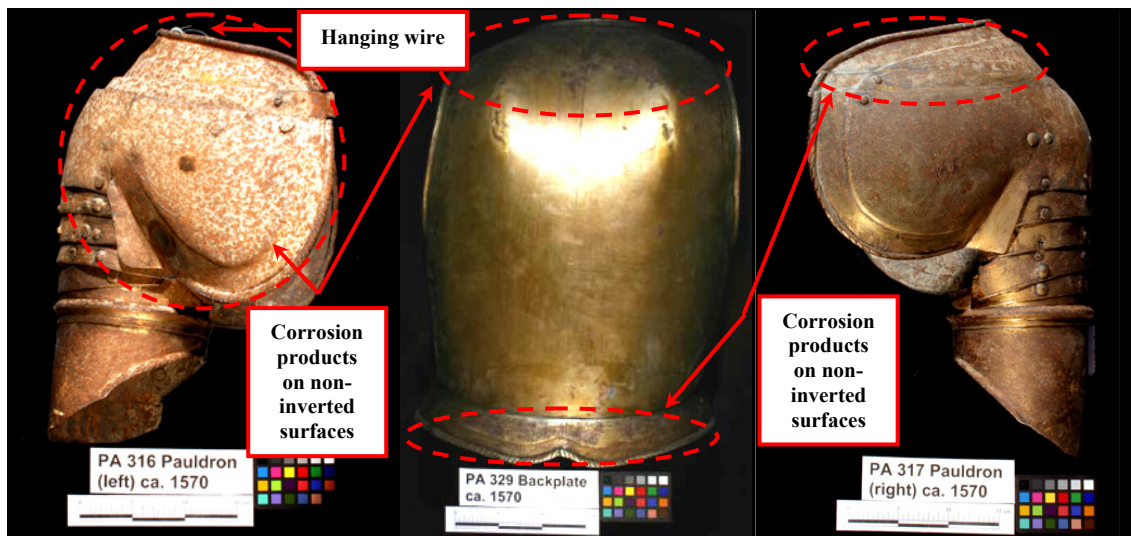 Hanging wire
Corrosion
products
on non-
inverted
surfaces
Corrosion
products
on non-
inverted
surfaces
PA 316 Pauldron
(left) ca. 1570
PA 329 Backplate
ca. 1570
PA 317 Pauldron
(right) ca. 1570